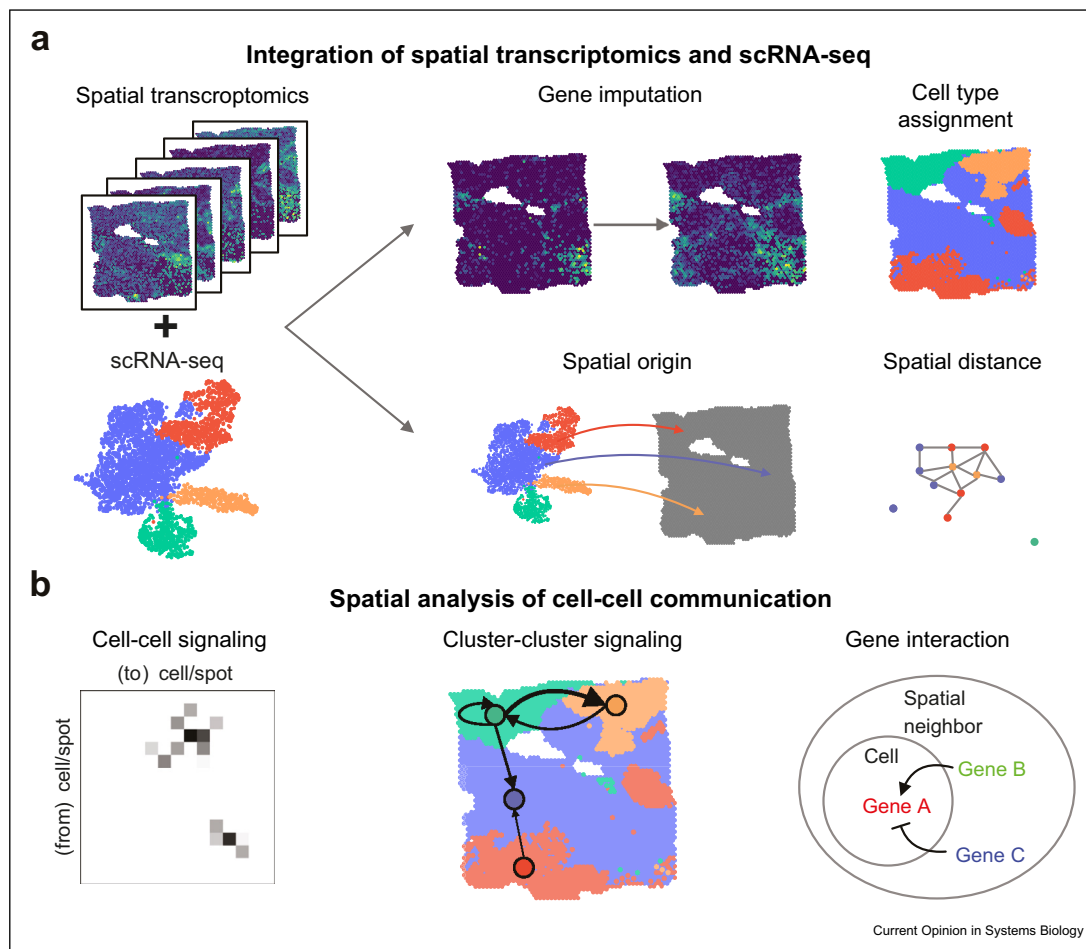 a
Integration of spatial transcriptomics and scRNA-seq
Spatial transcroptomics
Gene imputation
Cell type
assignment
+
scRNA-seq
Spatial origin
Spatial distance
b
Spatial analysis of cell-cell communication
Cell-cell signaling
(to) cell/spot
(from) cell/spot
Cluster-cluster signaling
Gene interaction
Spatial
neighbor
Cell
Gene B
Gene A
Gene C
Current Opinion in Systems Biology